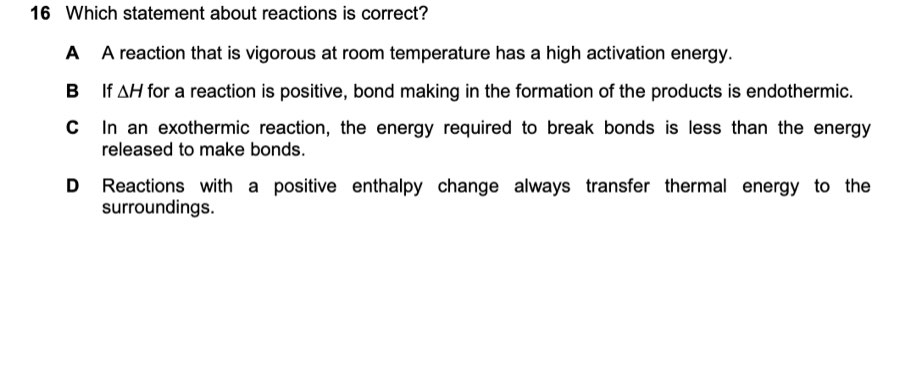 16 Which statement about reactions is correct?
A A reaction that is vigorous at room temperature has a high activation energy.
B If ΔH for a reaction is positive, bond making in the formation of the products is endothermic.
C In an exothermic reaction, the energy required to break bonds is less than the energy
released to make bonds.
D Reactions with a positive enthalpy change always transfer thermal energy to the
surroundings.